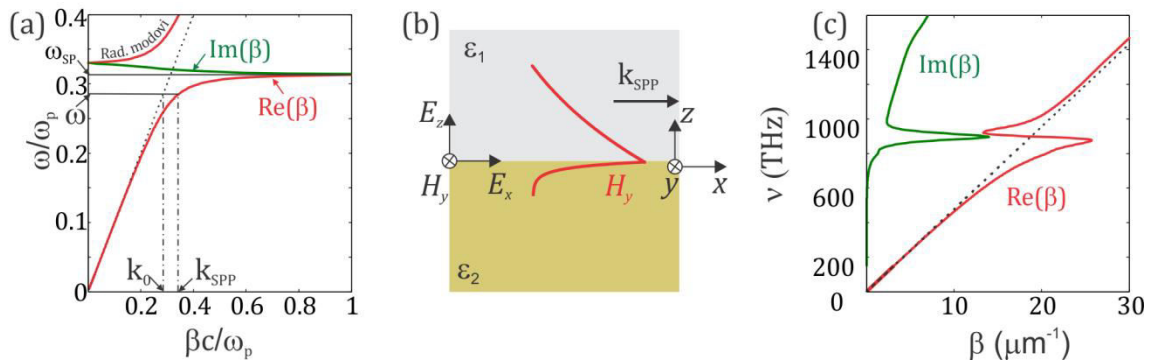 (a)
0.4
ω_SP
0.3
ω
0.2
0.1
0
ω/ω_p
Rad. modovi
Im(β)
Re(β)
k_0
k_SPP
0.2 0.4 0.6 0.8 1
βc/ω_p
(b)
ε_1
k_SPP
E_z
z
H_y
E_x
H_y
y
x
ε_2
(c)
1400
1000
600
200
0
ν (THz)
Im(β)
Re(β)
10 20 30
β (μm⁻¹)